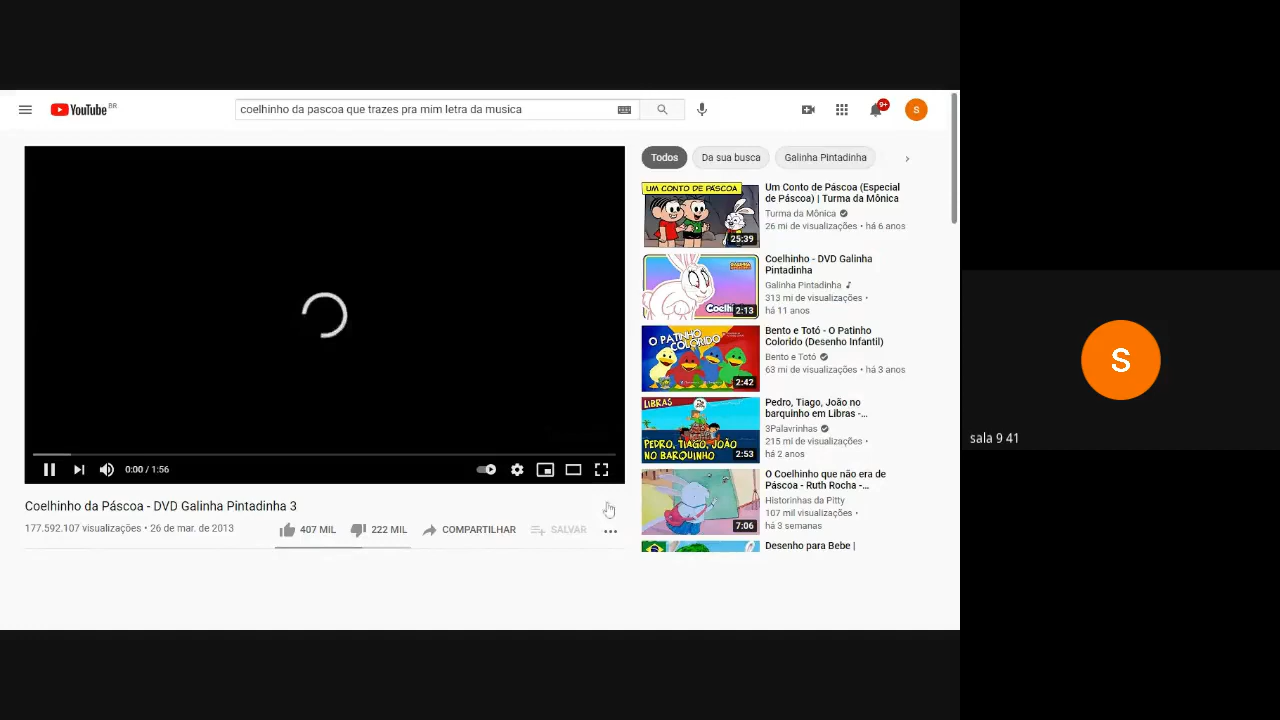 YouTube BR
coelhinho da pascoa que trazes pra mim letra da musica
9+
S
Todos
Da sua busca
Galinha Pintadinha
0:00 / 1:56
Coelhinho da Páscoa - DVD Galinha Pintadinha 3
177.592.107 visualizações • 26 de mar. de 2013
407 MIL
222 MIL
COMPARTILHAR
SALVAR
UM CONTO DE PÁSCOA
25:39
Um Conto de Páscoa (Especial
de Páscoa) | Turma da Mônica
Turma da Mônica
26 mi de visualizações • há 6 anos
2:13
Coelhinho - DVD Galinha
Pintadinha
Galinha Pintadinha
313 mi de visualizações •
há 11 anos
O PATINHO
COLORIDO
2:42
Bento e Totó - O Patinho
Colorido (Desenho Infantil)
Bento e Totó
63 mi de visualizações • há 3 anos
LIBRAS
PEDRO, TIAGO, JOÃO
NO BARQUINHO
2:53
Pedro, Tiago, João no
barquinho em Libras -...
3Palavrinhas
215 mi de visualizações •
há 2 anos
7:06
O Coelhinho que não era de
Páscoa - Ruth Rocha -...
Historinhas da Pitty
107 mil visualizações •
há 3 semanas
Desenho para Bebe |
S
sala 9 41